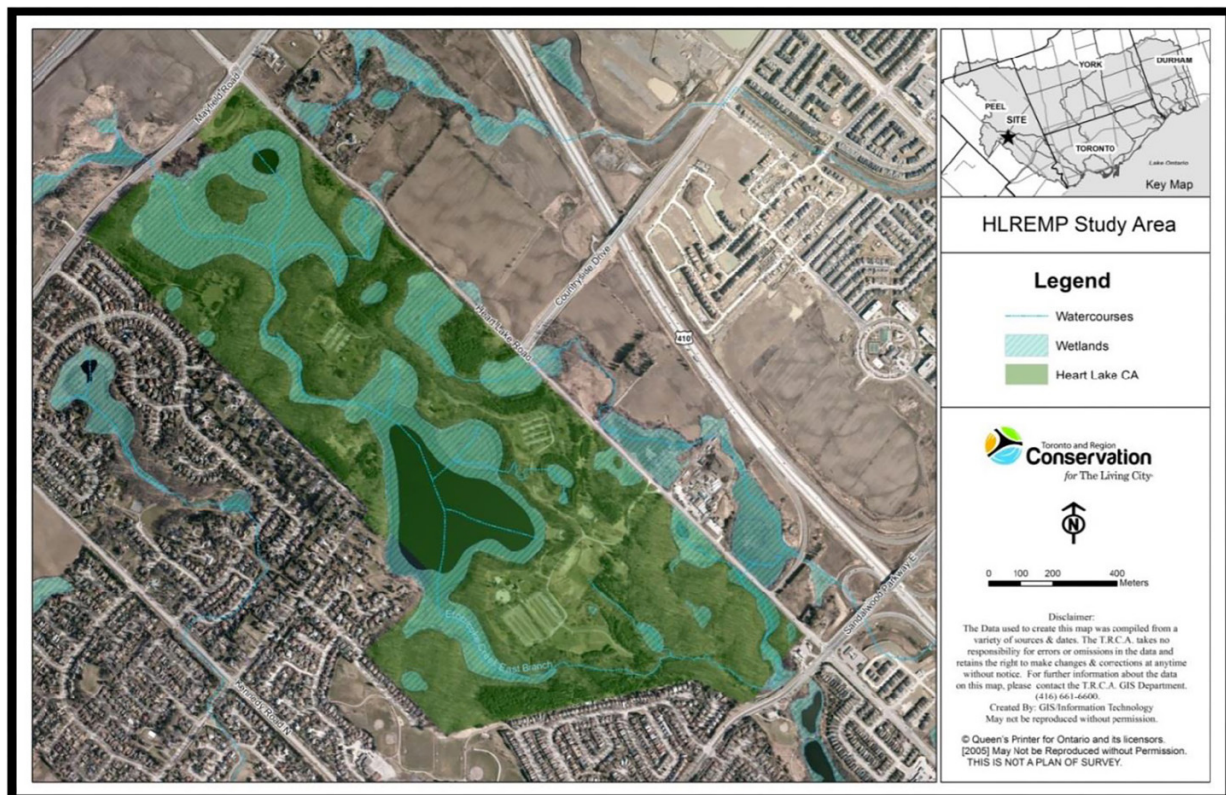 Mayfield Road
Heart Lake Road
Countryside Drive
410
Sandalwood Parkway E
Kennedy Road N
Etobicoke Creek
East Branch
YORK
DURHAM
PEEL
SITE
TORONTO
Lake Ontario
Key Map
HLREMP Study Area
Legend
Watercourses
Wetlands
Heart Lake CA
Toronto and Region
Conservation
for The Living City
N
0 100 200 400
Meters
Disclaimer:
The Data used to create this map was compiled from a
variety of sources & dates. The T.R.C.A. takes no
responsibility for errors or omissions in the data and
retains the right to make changes & corrections at anytime
without notice. For further information about the data
on this map, please contact the T.R.C.A. GIS Department.
(416) 661-6600.
Created By: GIS/Information Technology
May not be reproduced without permission.
© Queen's Printer for Ontario and its licensors.
[2005] May Not be Reproduced without Permission.
THIS IS NOT A PLAN OF SURVEY.